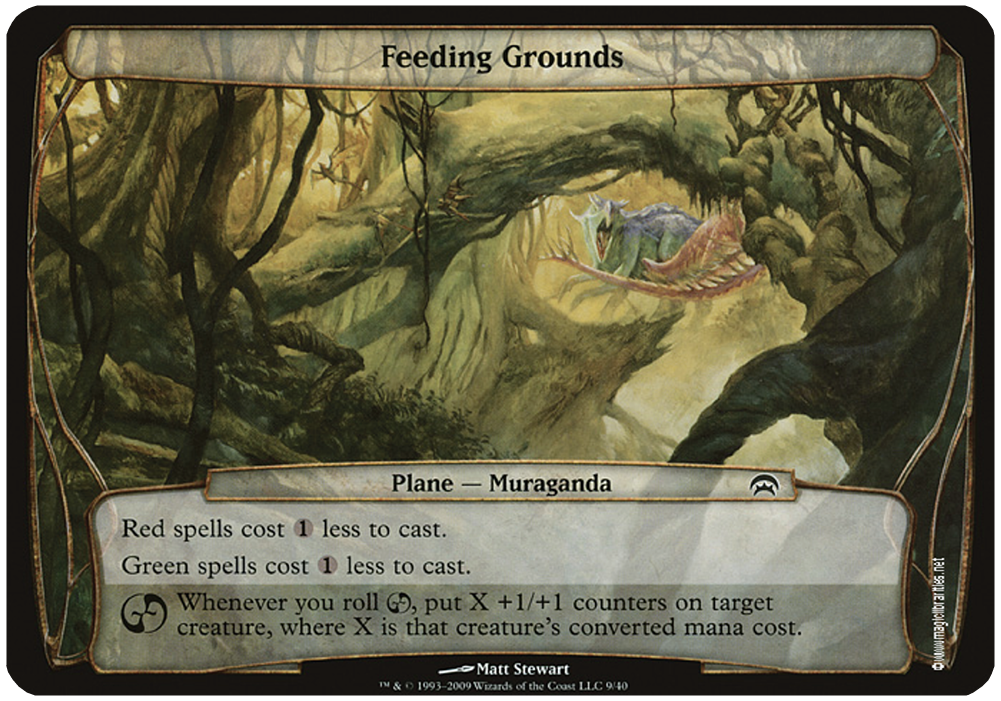 Feeding Grounds
Plane — Muraganda
Red spells cost 1 less to cast.
Green spells cost 1 less to cast.
Whenever you roll , put X +1/+1 counters on target
creature, where X is that creature's converted mana cost.
Matt Stewart
™ & © 1993–2009 Wizards of the Coast LLC 9/40
© www.magiclibrarities.net